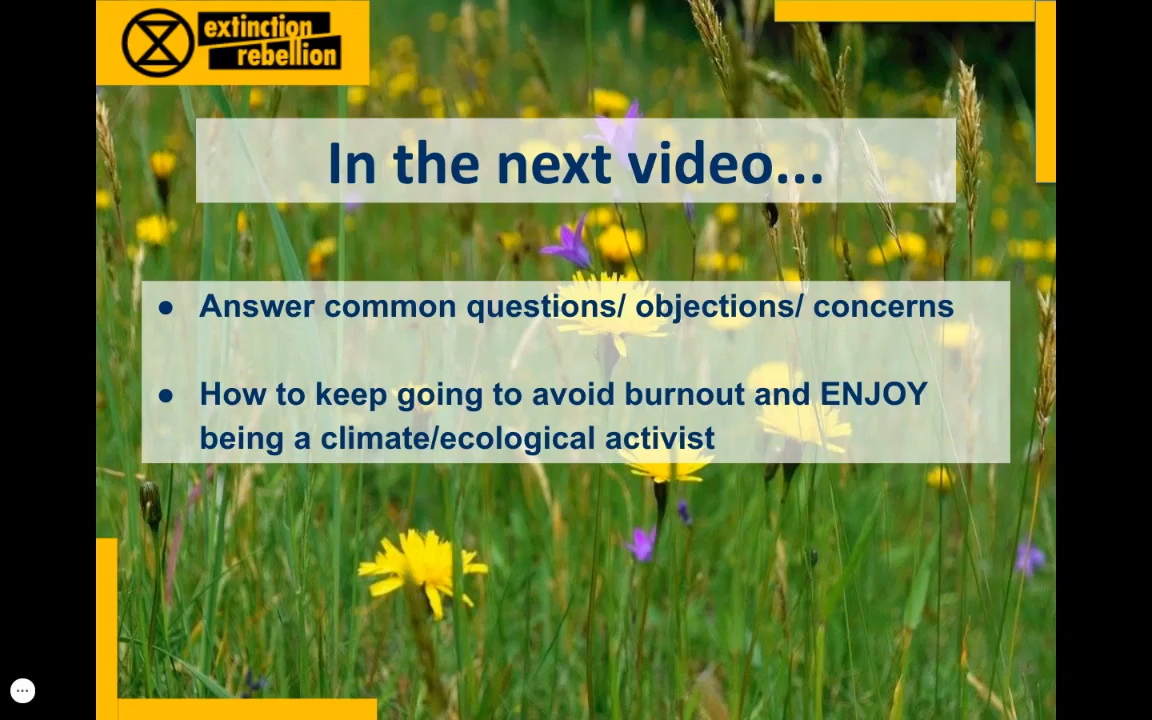 extinction
rebellion
In the next video...
● Answer common questions/ objections/ concerns
● How to keep going to avoid burnout and ENJOY
being a climate/ecological activist